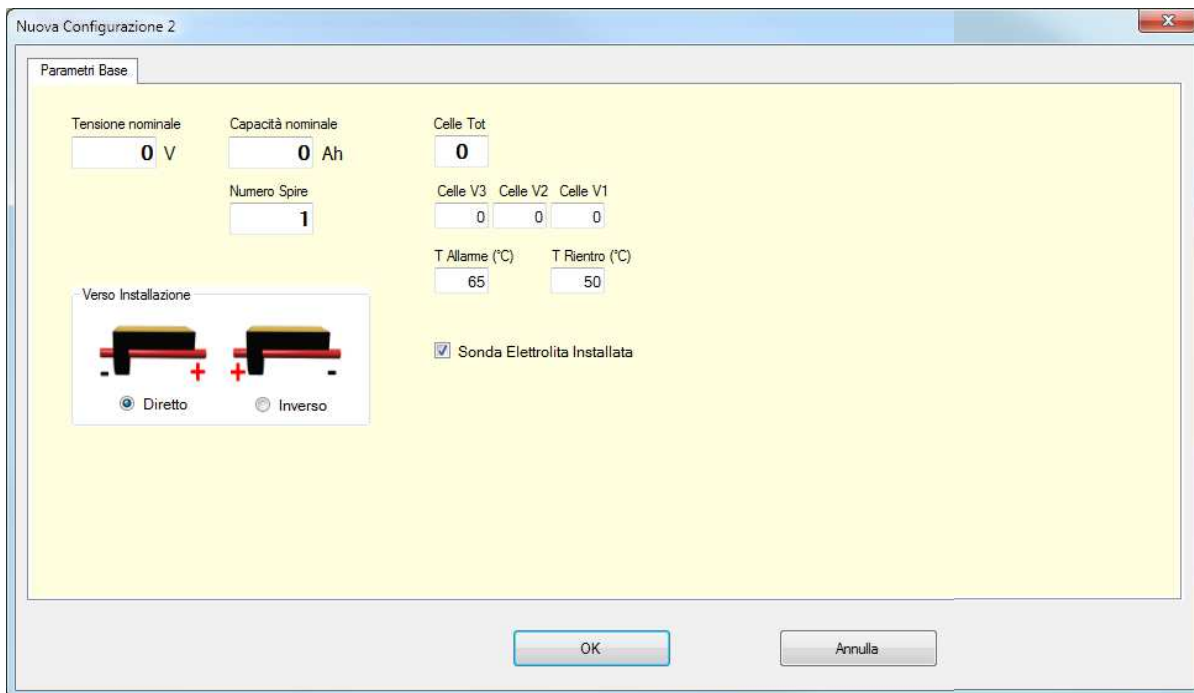 Nuova Configurazione 2
Parametri Base
Tensione nominale Capacità nominale Celle Tot
0 V 0 Ah 0
Numero Spire Celle V3 Celle V2 Celle V1
1 0 0 0
T Allarme (°C) T Rientro (°C)
65 50
Verso Installazione
- + + -
Sonda Elettrolita Installata
Diretto Inverso
OK Annulla